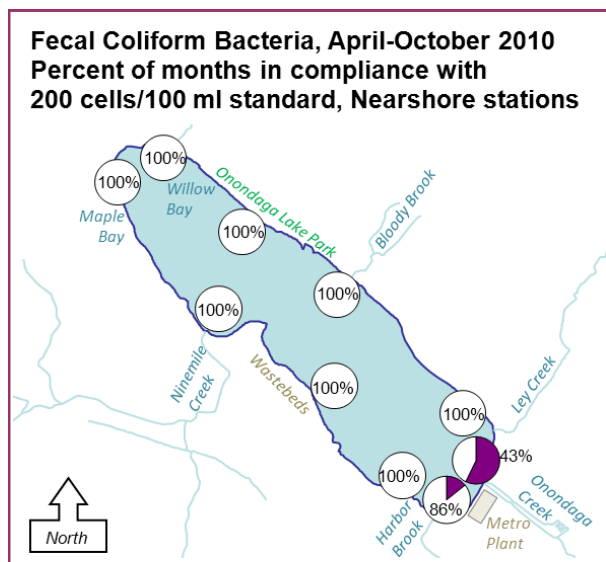 Fecal Coliform Bacteria, April-October 2010
Percent of months in compliance with
200 cells/100 ml standard, Nearshore stations
100%
Willow
Bay
100%
Maple
Bay
Onondaga Lake Park
100%
Bloody Brook
100%
100%
Ninemile
Creek
Wastebeds
100%
100%
Ley Creek
43%
100%
86%
Harbor
Brook
Onondaga
Creek
Metro
Plant
North